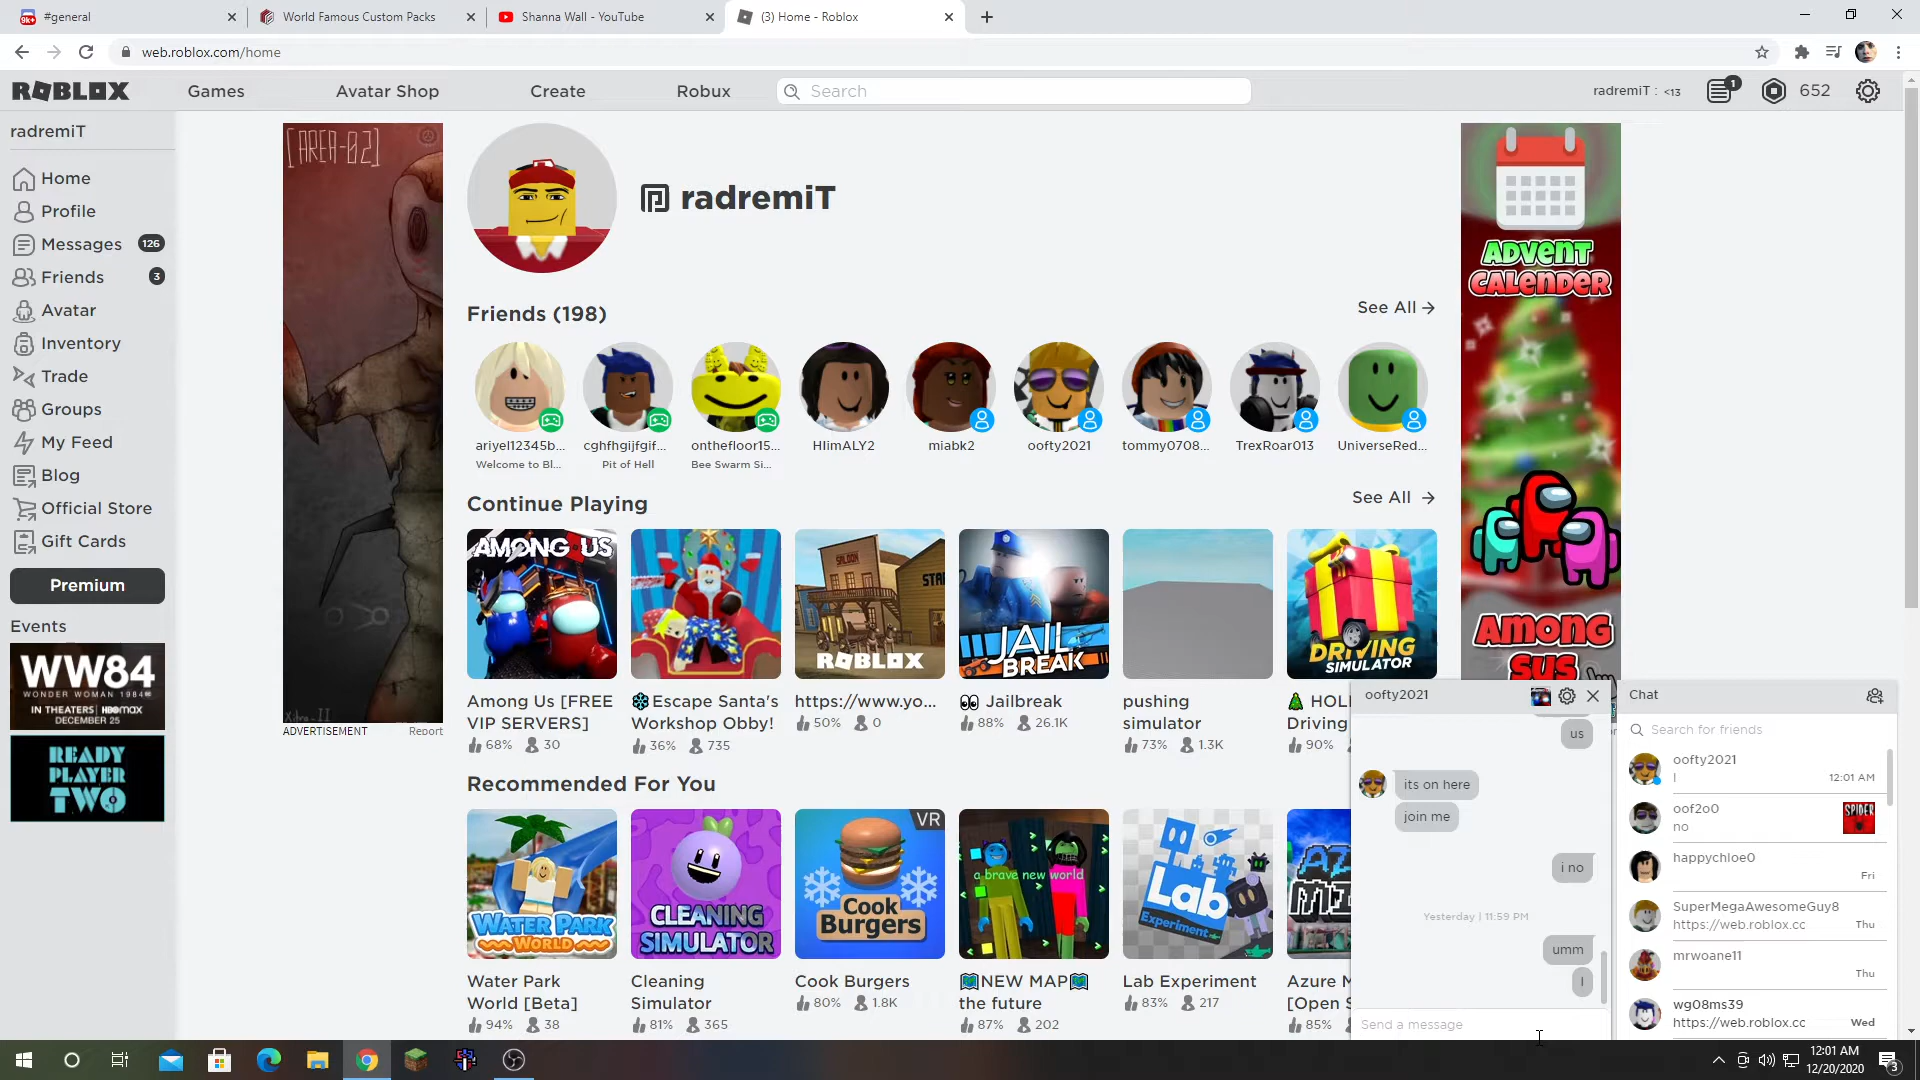 #general
World Famous Custom Packs
Shanna Wall - YouTube
(3) Home - Roblox
web.roblox.com/home
ROBLOX
Games
Avatar Shop
Create
Robux
Search
radremiT : <13
1
652
radremiT
Home
Profile
Messages 126
Friends 3
Avatar
Inventory
Trade
Groups
My Feed
Blog
Official Store
Gift Cards
Premium
Events
WW84
WONDER WOMAN 1984
IN THEATERS HBOmax
DECEMBER 25
READY
PLAYER
TWO
[AREA-02]
ADVERTISEMENT
Report
radremiT
Friends (198)
See All →
ariyel12345b...
Welcome to Bl...
cghfhgijfgif...
Pit of Hell
onthefloor15...
Bee Swarm Si...
HIimALY2
miabk2
oofty2021
tommy0708...
TrexRoar013
UniverseRed...
Continue Playing
See All →
AMONG US
SALOON
ROBLOX
JAIL
BREAK
DRIVING
SIMULATOR
Among Us [FREE
VIP SERVERS]
68% 30
❄Escape Santa's
Workshop Obby!
36% 735
https://www.yo...
50% 0
👀 Jailbreak
88% 26.1K
pushing
simulator
73% 1.3K
🎄 HOL
Driving
90%
Recommended For You
WATER PARK
WORLD
CLEANING
SIMULATOR
VR
Cook
Burgers
a brave new world
Lab
Experiment
Water Park
World [Beta]
94% 38
Cleaning
Simulator
81% 365
Cook Burgers
80% 1.8K
🗺NEW MAP🗺
the future
87% 202
Lab Experiment
83% 217
Azure M
[Open S
85%
ADVENT
CALENDER
AMONG
SUS
oofty2021
us
its on here
join me
i no
Yesterday | 11:59 PM
umm
l
Send a message
Chat
Search for friends
oofty2021
l
12:01 AM
oof2o0
no
SPIDER
happychloe0
Fri
SuperMegaAwesomeGuy8
https://web.roblox.cc
Thu
mrwoane11
Thu
wg08ms39
https://web.roblox.cc
Wed
12:01 AM
12/20/2020
3